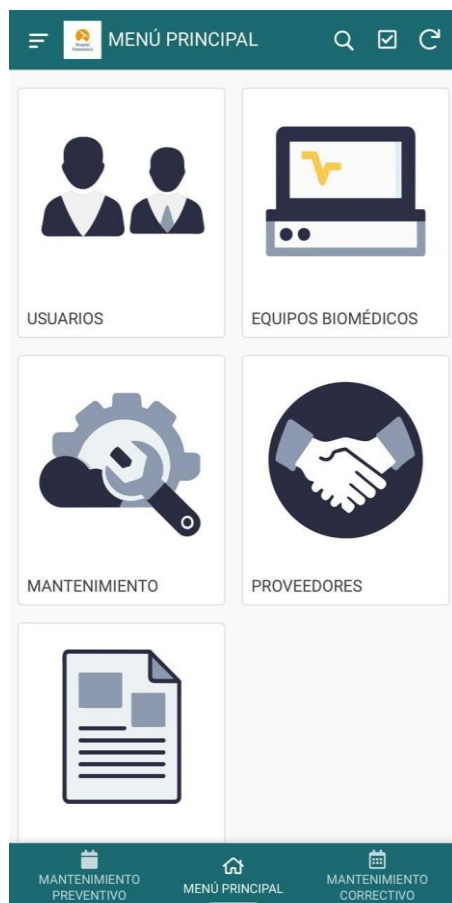 MENÚ PRINCIPAL
USUARIOS
EQUIPOS BIOMÉDICOS
MANTENIMIENTO
PROVEEDORES
MANTENIMIENTO
PREVENTIVO
MENÚ PRINCIPAL
MANTENIMIENTO
CORRECTIVO